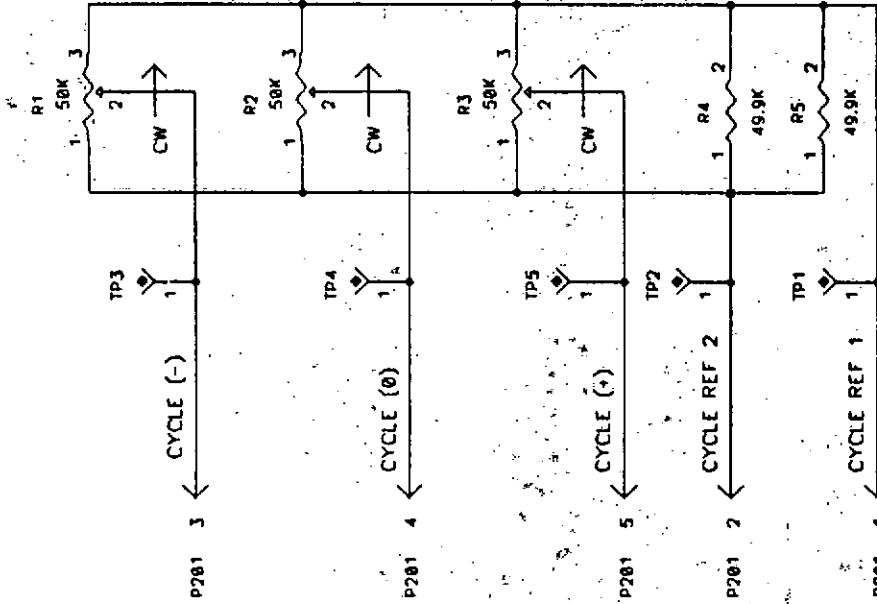 R1
50K
1
3
2
CW
TP3
1
CYCLE (-)
P201 3
R2
50K
1
3
2
CW
TP4
1
CYCLE (0)
P201 4
R3
50K
1
3
2
CW
TP5
1
CYCLE (+)
P201 5
R4
1
2
49.9K
TP2
1
CYCLE REF 2
P201 2
R5
1
2
49.9K
TP1
1
CYCLE REF 1